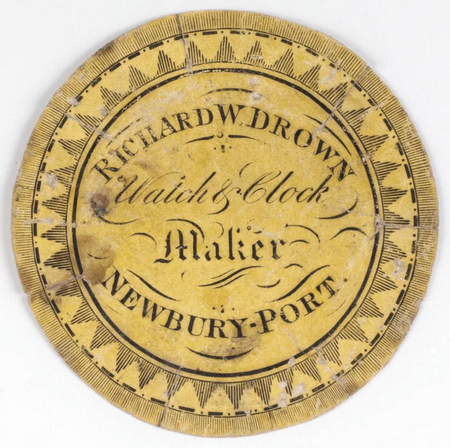 RICHARD W. DROWN
Watch & Clock
Maker
NEWBURY-PORT.